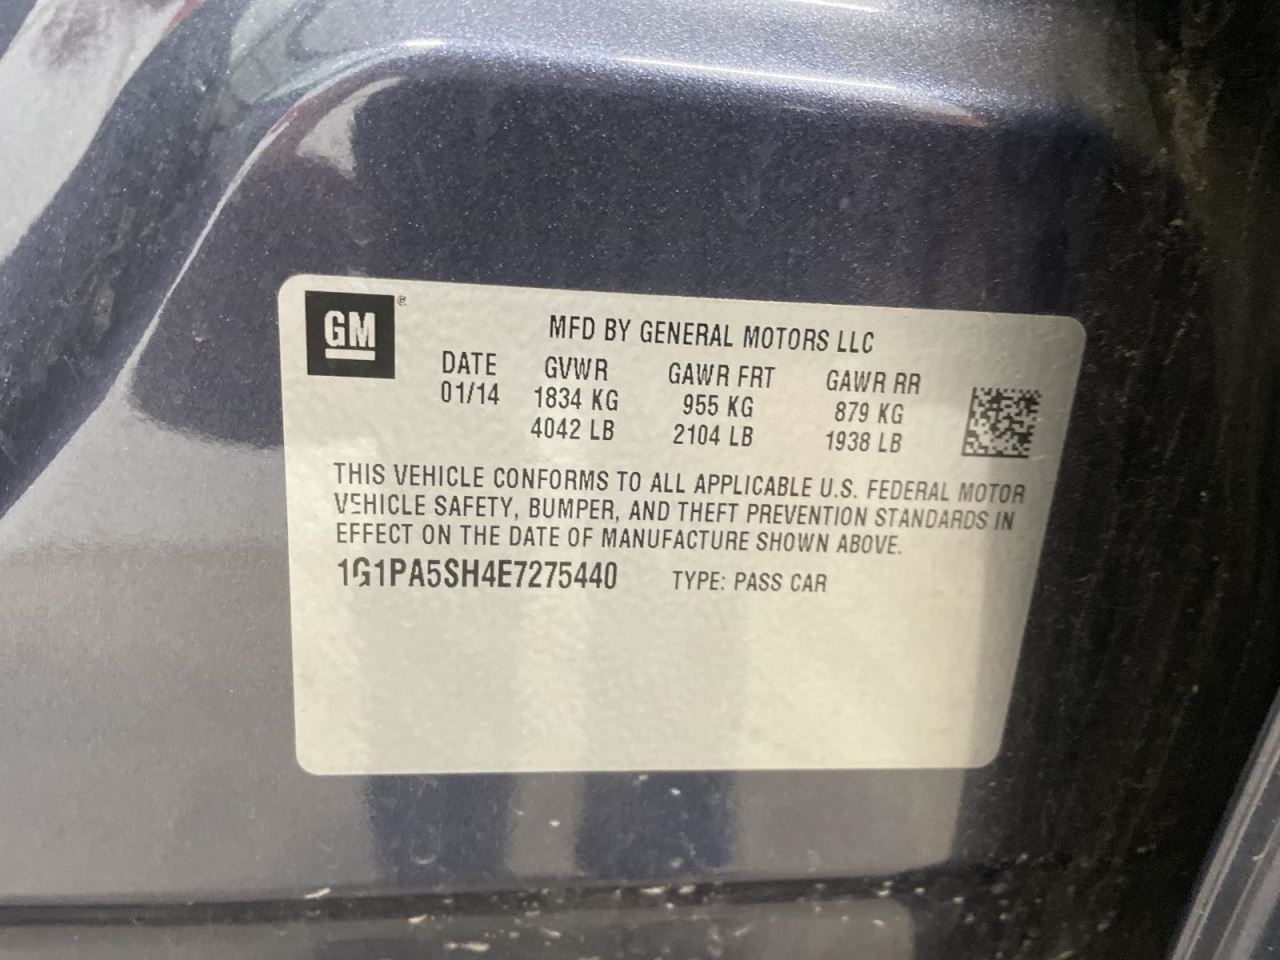 GM ®
MFD BY GENERAL MOTORS LLC
DATE GVWR GAWR FRT GAWR RR
01/14 1834 KG 955 KG 879 KG
4042 LB 2104 LB 1938 LB
THIS VEHICLE CONFORMS TO ALL APPLICABLE U.S. FEDERAL MOTOR
VEHICLE SAFETY, BUMPER, AND THEFT PREVENTION STANDARDS IN
EFFECT ON THE DATE OF MANUFACTURE SHOWN ABOVE.
1G1PA5SH4E7275440 TYPE: PASS CAR